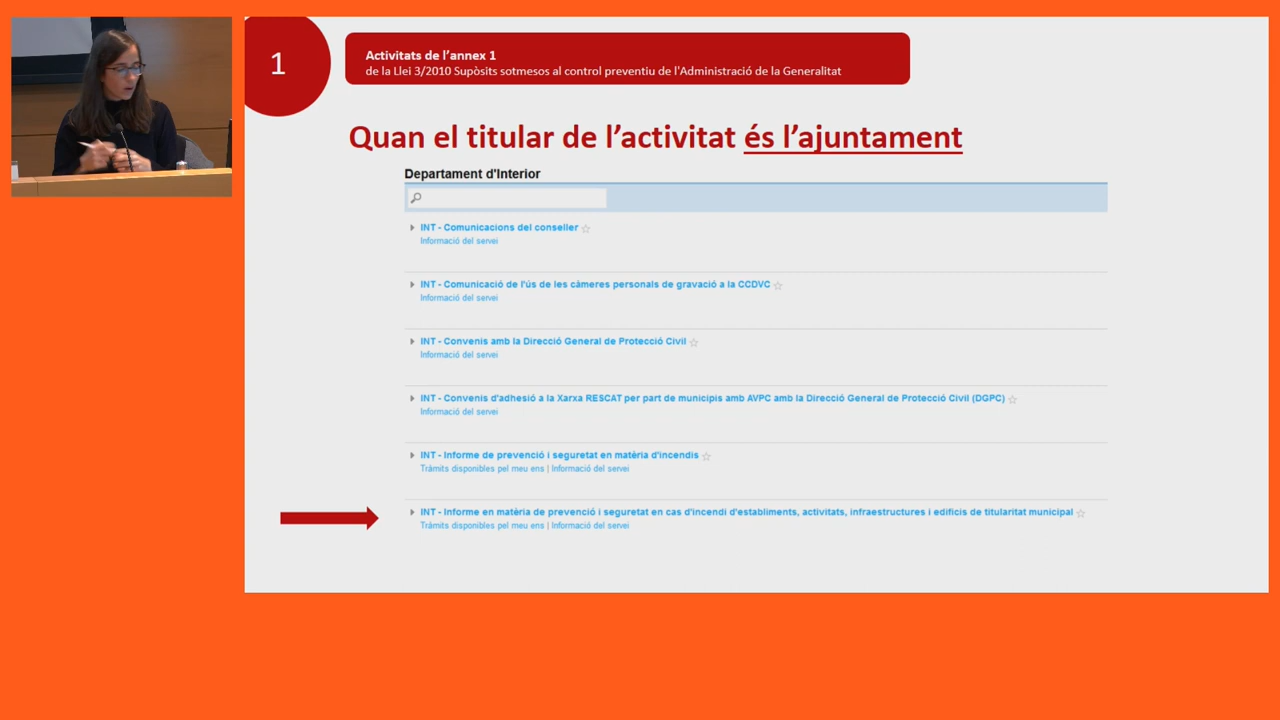 1
Activitats de l’annex 1
de la Llei 3/2010 Supòsits sotmesos al control preventiu de l'Administració de la Generalitat
Quan el titular de l’activitat és l’ajuntament
Departament d'Interior
INT - Comunicacions del conseller
Informació del servei
INT - Comunicació de l'ús de les càmeres personals de gravació a la CCDVC
Informació del servei
INT - Convenis amb la Direcció General de Protecció Civil
Informació del servei
INT - Convenis d'adhesió a la Xarxa RESCAT per part de municipis amb AVPC amb la Direcció General de Protecció Civil (DGPC)
Informació del servei
INT - Informe de prevenció i seguretat en matèria d'incendis
Tràmits disponibles pel meu ens | Informació del servei
INT - Informe en matèria de prevenció i seguretat en cas d'incendi d'establiments, activitats, infraestructures i edificis de titularitat municipal
Tràmits disponibles pel meu ens | Informació del servei